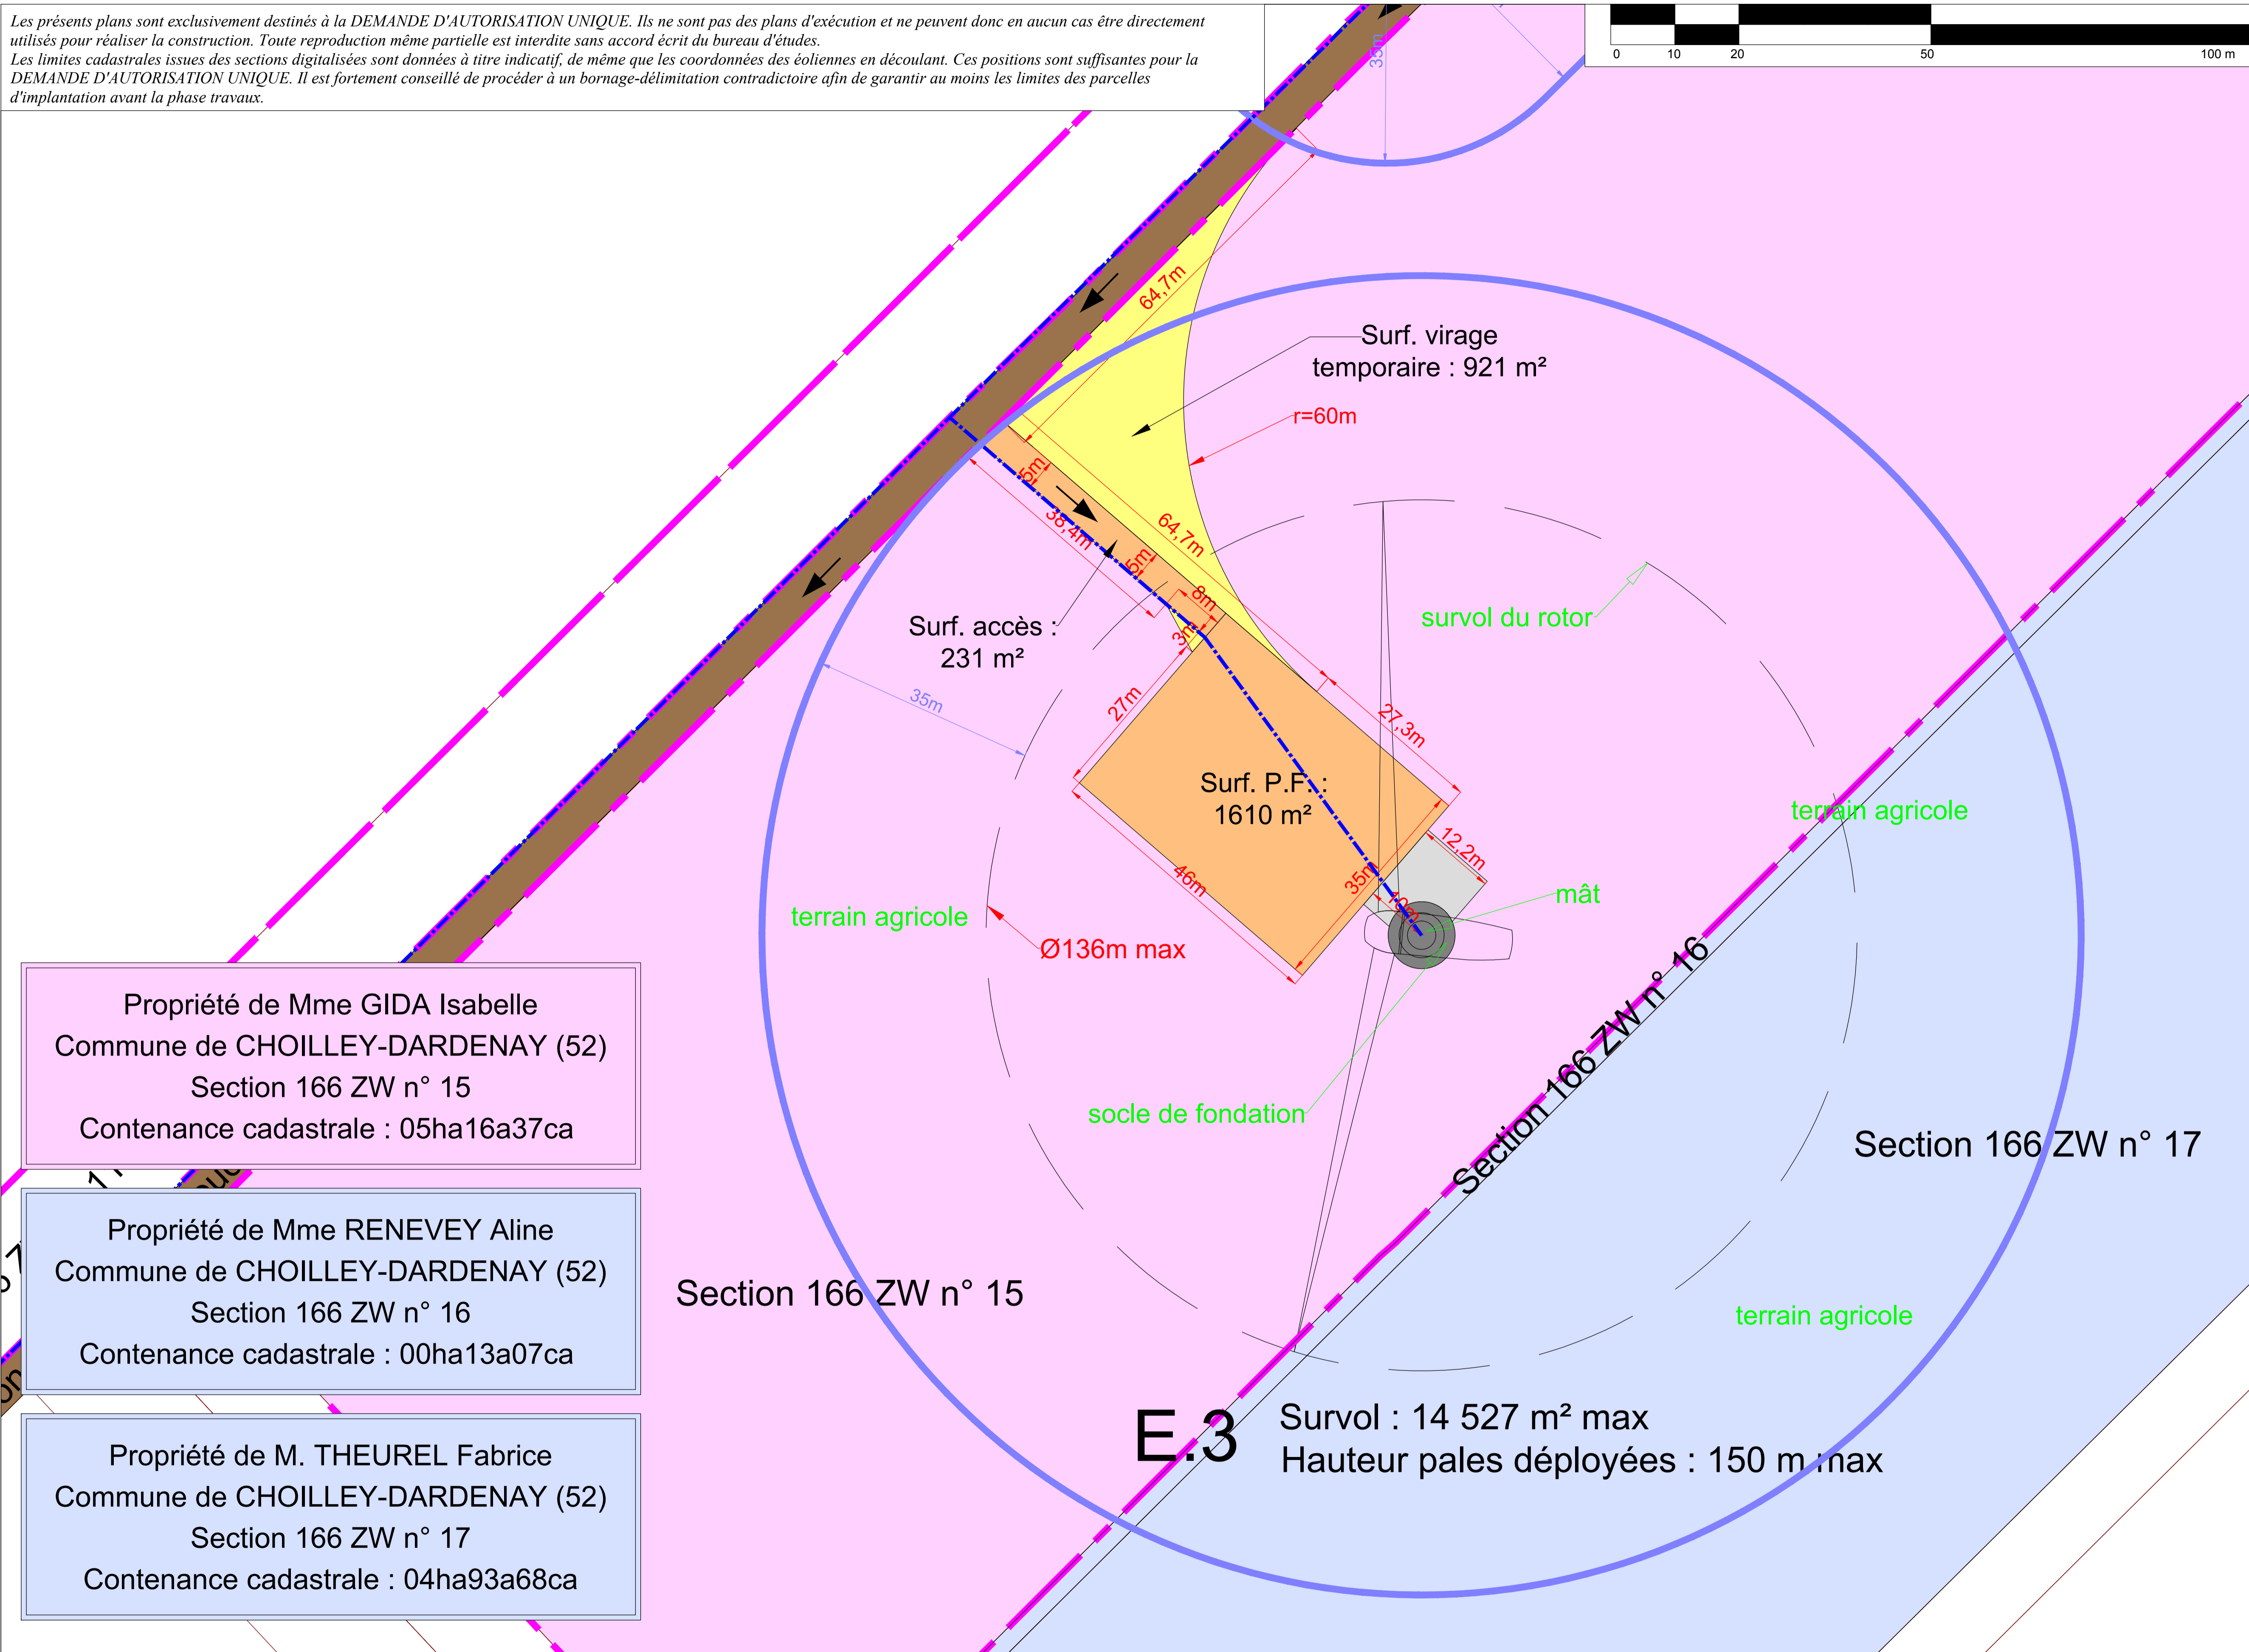 Les présents plans sont exclusivement destinés à la DEMANDE D'AUTORISATION UNIQUE. Ils ne sont pas des plans d'exécution et ne peuvent donc en aucun cas être directement
utilisés pour réaliser la construction. Toute reproduction même partielle est interdite sans accord écrit du bureau d'études.
Les limites cadastrales issues des sections digitalisées sont données à titre indicatif, de même que les coordonnées des éoliennes en découlant. Ces positions sont suffisantes pour la
DEMANDE D'AUTORISATION UNIQUE. Il est fortement conseillé de procéder à un bornage-délimitation contradictoire afin de garantir au moins les limites des parcelles
d'implantation avant la phase travaux.
0 10 20 50 100 m
35m
64,7m
Surf. virage
temporaire : 921 m²
r=60m
5m
38,4m
64,7m
5m
8m
3m
survol du rotor
Surf. accès :
231 m²
35m
27m
27,3m
Surf. P.F. :
1610 m²
terrain agricole
12,2m
46m
35m
10m
mât
terrain agricole
Ø136m max
socle de fondation
Section 166 ZW n° 16
Section 166 ZW n° 17
Section 166 ZW n° 15
terrain agricole
E.3
Survol : 14 527 m² max
Hauteur pales déployées : 150 m max
Propriété de Mme GIDA Isabelle
Commune de CHOILLEY-DARDENAY (52)
Section 166 ZW n° 15
Contenance cadastrale : 05ha16a37ca
Propriété de Mme RENEVEY Aline
Commune de CHOILLEY-DARDENAY (52)
Section 166 ZW n° 16
Contenance cadastrale : 00ha13a07ca
Propriété de M. THEUREL Fabrice
Commune de CHOILLEY-DARDENAY (52)
Section 166 ZW n° 17
Contenance cadastrale : 04ha93a68ca